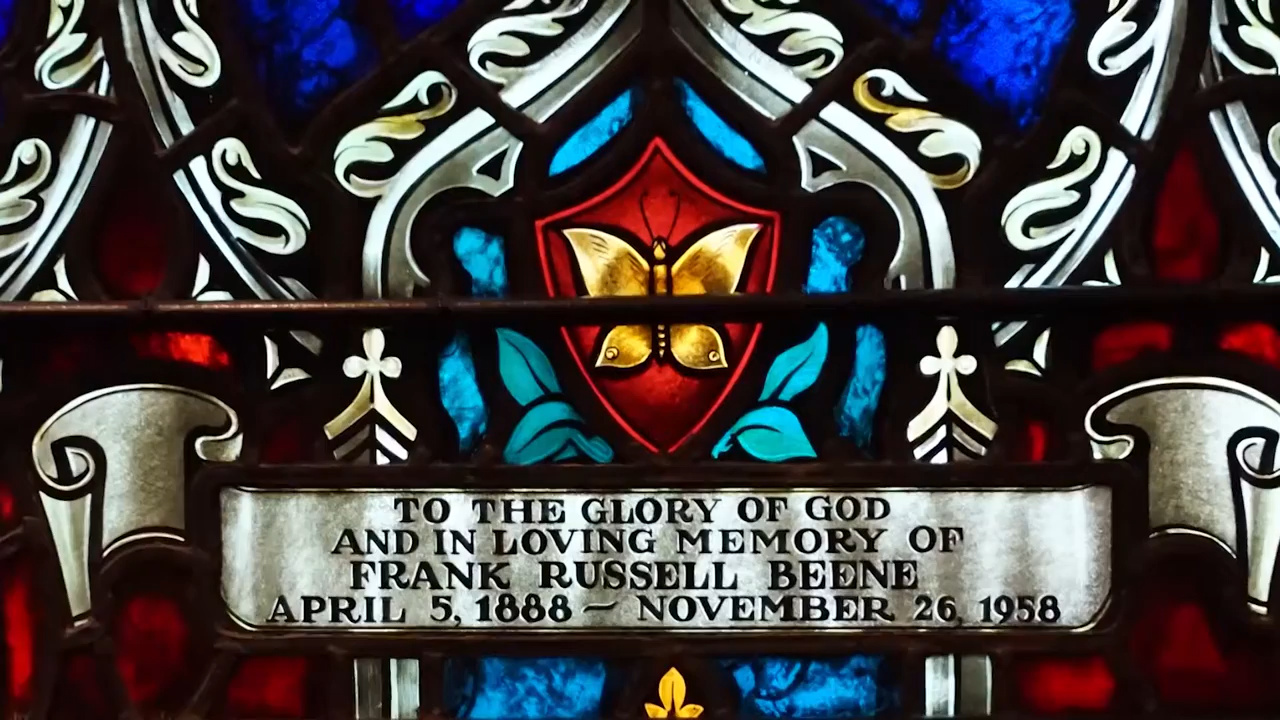 TO THE GLORY OF GOD
AND IN LOVING MEMORY OF
FRANK RUSSELL BEENE
APRIL 5, 1888 – NOVEMBER 26, 1958